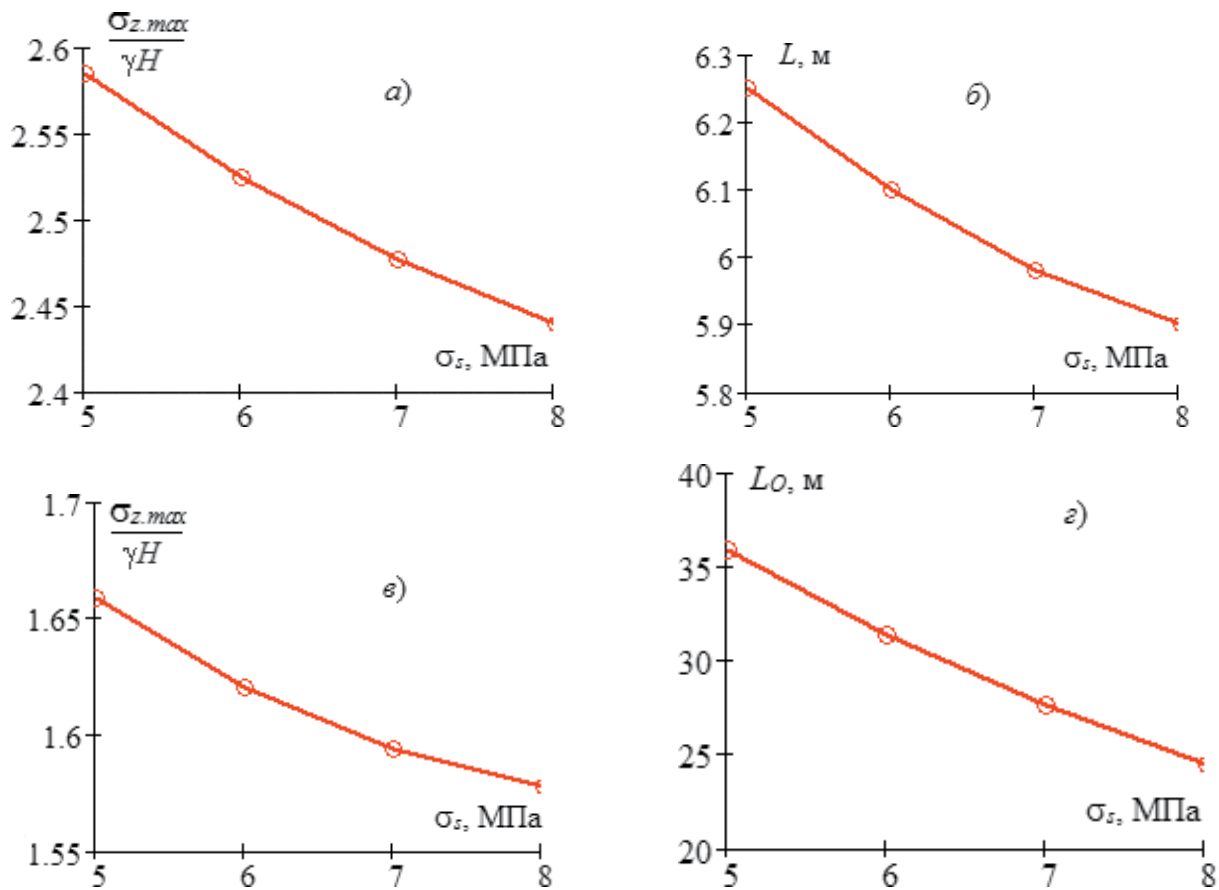 σz.max
γH
а)
2.6
2.55
2.5
2.45
2.4
σs, МПа
5 6 7 8
L, м
б)
6.3
6.2
6.1
6
5.9
5.8
σs, МПа
5 6 7 8
σz.max
γH
в)
1.7
1.65
1.6
1.55
σs, МПа
5 6 7 8
LO, м
г)
40
35
30
25
20
σs, МПа
5 6 7 8